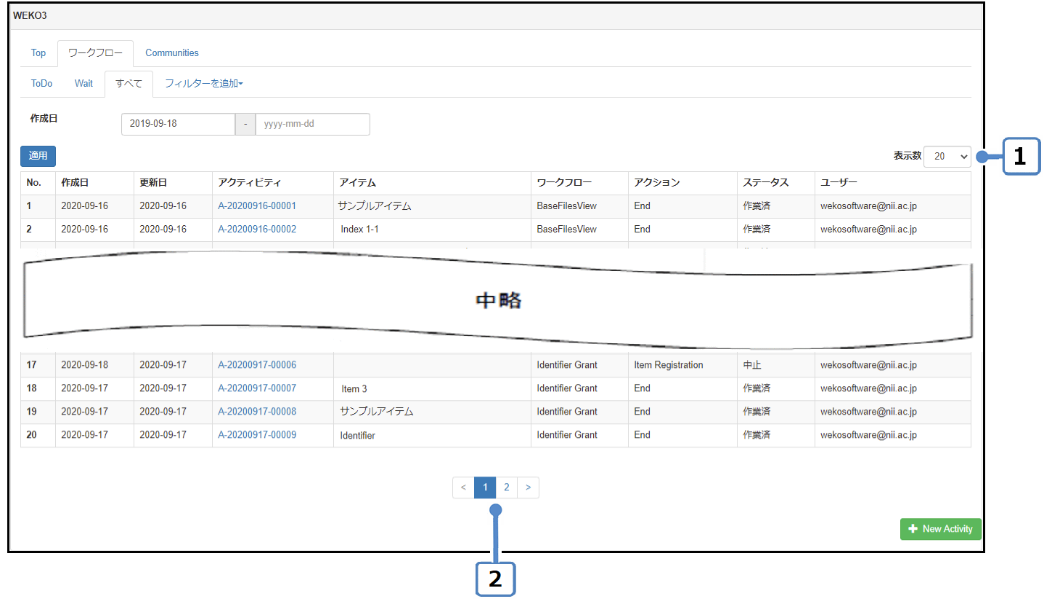 WEKO3
Top ワークフロー Communities
ToDo Wait すべて フィルターを追加
作成日 2019-09-18 - yyyy-mm-dd
適用 表示数 20 1
No. 作成日 更新日 アクティビティ アイテム ワークフロー アクション ステータス ユーザー
1 2020-09-16 2020-09-16 A-20200916-00001 サンプルアイテム BaseFilesView End 作業済 wekosoftware@nii.ac.jp
2 2020-09-16 2020-09-16 A-20200916-00002 Index 1-1 BaseFilesView End 作業済 wekosoftware@nii.ac.jp
中略
17 2020-09-18 2020-09-17 A-20200917-00006 Identifier Grant Item Registration 中止 wekosoftware@nii.ac.jp
18 2020-09-17 2020-09-17 A-20200917-00007 Item 3 Identifier Grant End 作業済 wekosoftware@nii.ac.jp
19 2020-09-17 2020-09-17 A-20200917-00008 サンプルアイテム Identifier Grant End 作業済 wekosoftware@nii.ac.jp
20 2020-09-17 2020-09-17 A-20200917-00009 Identifier Identifier Grant End 作業済 wekosoftware@nii.ac.jp
< 1 2 >
+ New Activity
2